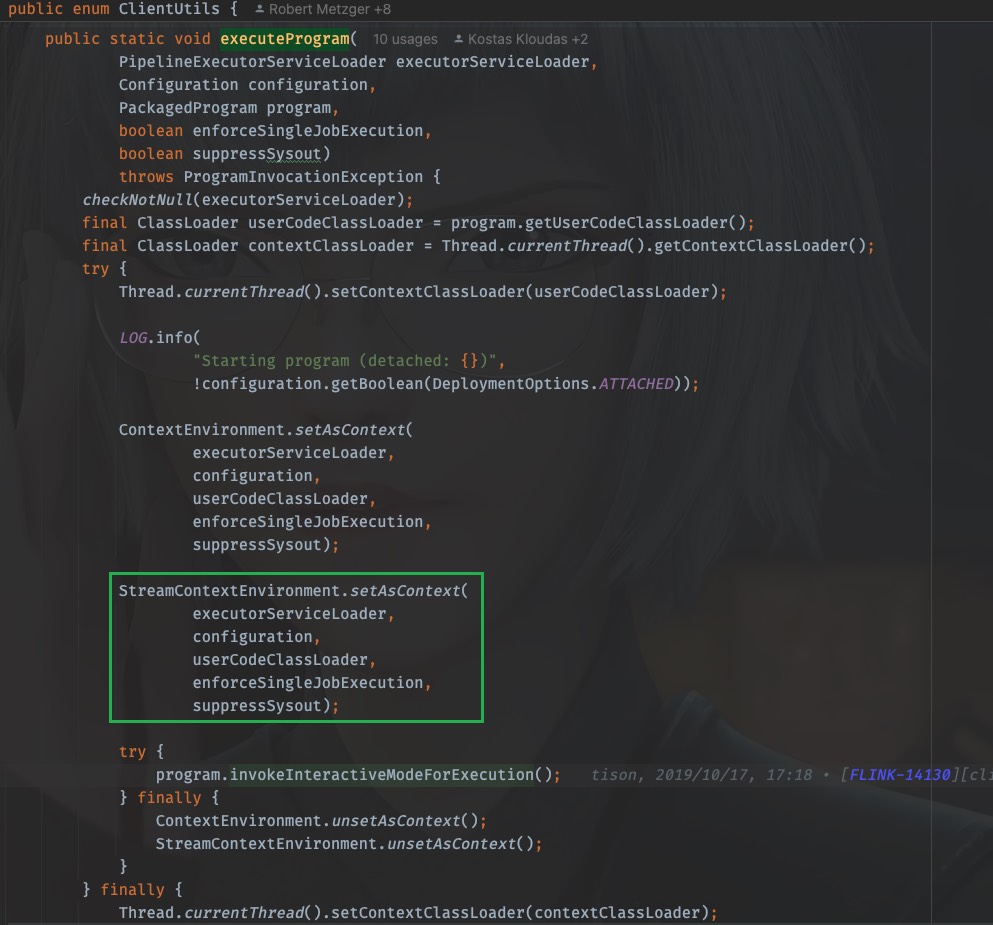 public enum ClientUtils {    Robert Metzger +8
    public static void executeProgram(  10 usages    Kostas Kloudas +2
            PipelineExecutorServiceLoader executorServiceLoader,
            Configuration configuration,
            PackagedProgram program,
            boolean enforceSingleJobExecution,
            boolean suppressSysout)
            throws ProgramInvocationException {
        checkNotNull(executorServiceLoader);
        final ClassLoader userCodeClassLoader = program.getUserCodeClassLoader();
        final ClassLoader contextClassLoader = Thread.currentThread().getContextClassLoader();
        try {
            Thread.currentThread().setContextClassLoader(userCodeClassLoader);
            LOG.info(
                    "Starting program (detached: {})",
                    !configuration.getBoolean(DeploymentOptions.ATTACHED));
            ContextEnvironment.setAsContext(
                    executorServiceLoader,
                    configuration,
                    userCodeClassLoader,
                    enforceSingleJobExecution,
                    suppressSysout);
            StreamContextEnvironment.setAsContext(
                    executorServiceLoader,
                    configuration,
                    userCodeClassLoader,
                    enforceSingleJobExecution,
                    suppressSysout);
            try {
                program.invokeInteractiveModeForExecution();    tison, 2019/10/17, 17:18 • [FLINK-14130][cli
            } finally {
                ContextEnvironment.unsetAsContext();
                StreamContextEnvironment.unsetAsContext();
            }
        } finally {
            Thread.currentThread().setContextClassLoader(contextClassLoader);